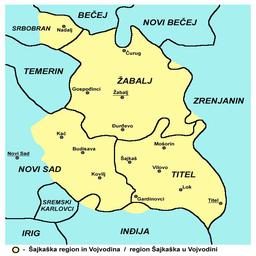 BEČEJ
NOVI BEČEJ
SRBOBRAN
Nadalj
Čurug
TEMERIN
ŽABALJ
Gospođinci
Žabalj
ZRENJANIN
Đurđevo
Kać
Mošorin
Budisava
Šajkaš
TITEL
Novi Sad
Vilovo
NOVI SAD
Kovilj
Lok
Gardinovci
Titel
SREMSKI
KARLOVCI
IRIG
INĐIJA
- Šajkaška region in Vojvodina / region Šajkaška u Vojvodini